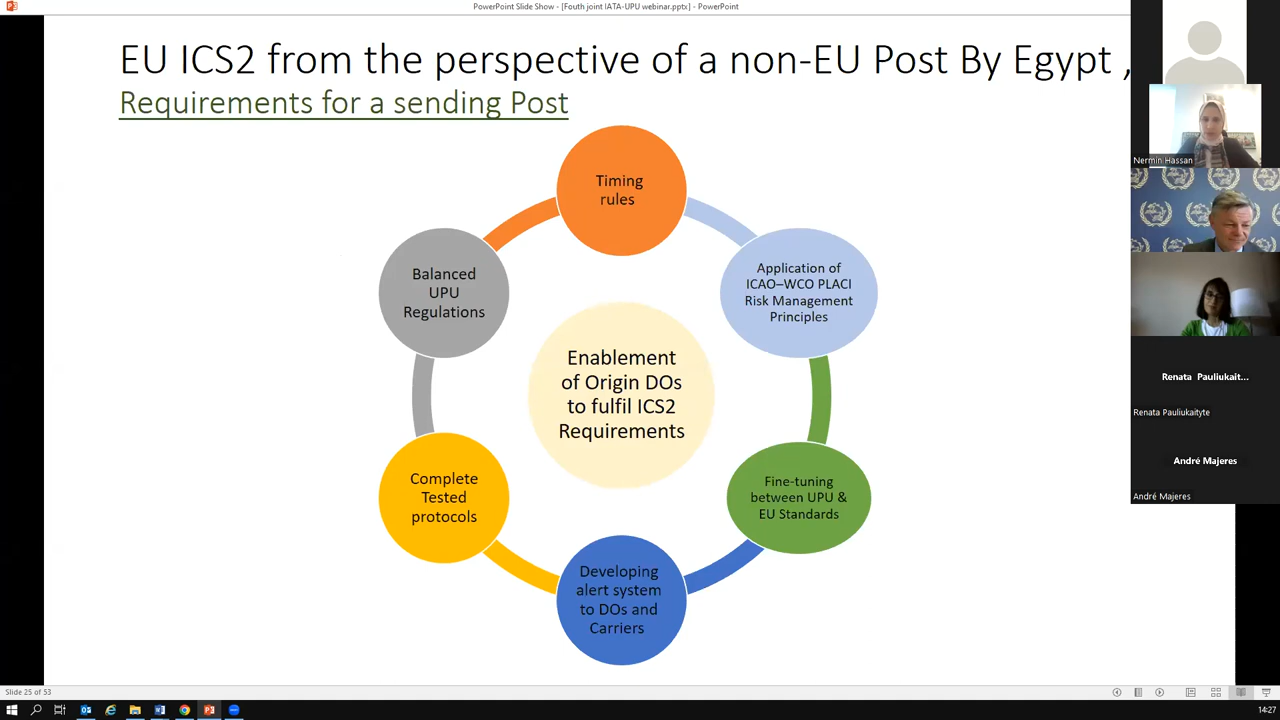 PowerPoint Slide Show - [Fouth joint IATA-UPU webinar.pptx] - PowerPoint
EU ICS2 from the perspective of a non-EU Post By Egypt ,
Requirements for a sending Post
Timing
rules
Application of
ICAO–WCO PLACI
Risk Management
Principles
Fine-tuning
between UPU &
EU Standards
Developing
alert system
to DOs and
Carriers
Complete
Tested
protocols
Balanced
UPU
Regulations
Enablement
of Origin DOs
to fulfil ICS2
Requirements
Nermin Hassan
Renata Pauliukait...
Renata Pauliukaityte
André Majeres
André Majeres
Slide 25 of 53
14:27